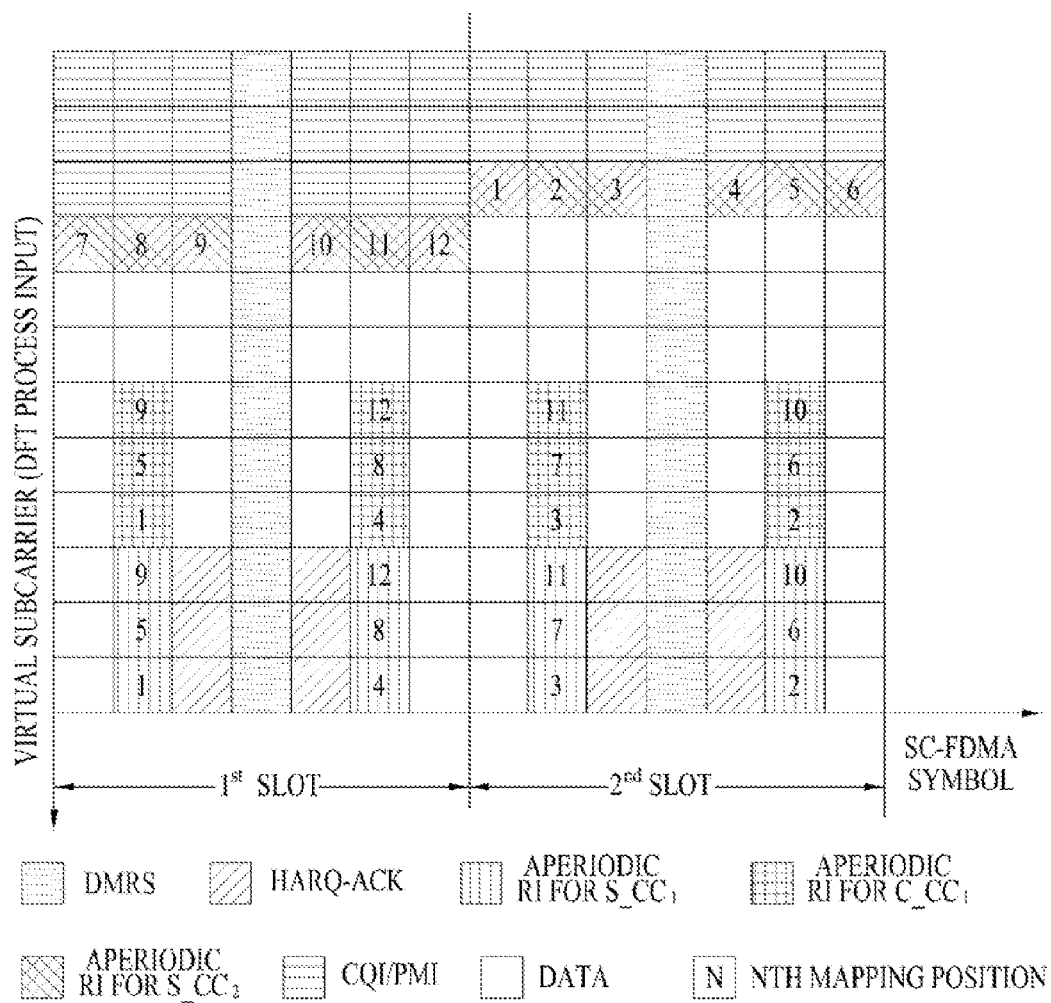 VIRTUAL SUBCARRIER (DFT PROCESS INPUT)
1 2 3 4 5 6
7 8 9 10 11 12
9 12 11 10
5 8 7 6
1 4 3 2
9 12 11 10
5 8 7 6
1 4 3 2
SC-FDMA
SYMBOL
1st SLOT 2nd SLOT
DMRS
HARQ-ACK
APERIODIC
RI FOR S_CC1
APERIODIC
RI FOR C_CC1
APERIODIC
RI FOR S_CC2
CQI/PMI
DATA
N NTH MAPPING POSITION